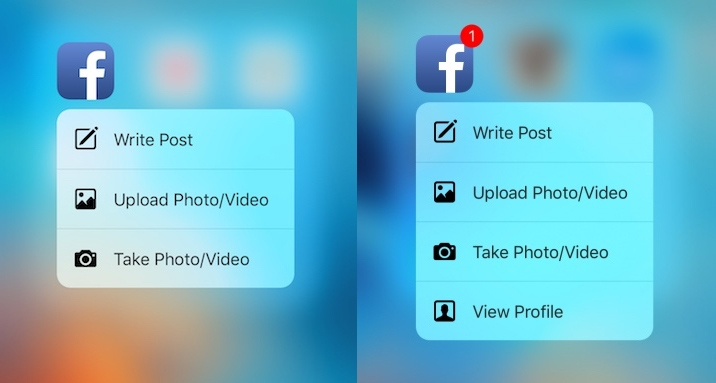 f
Write Post
Upload Photo/Video
Take Photo/Video
f
1
Write Post
Upload Photo/Video
Take Photo/Video
View Profile